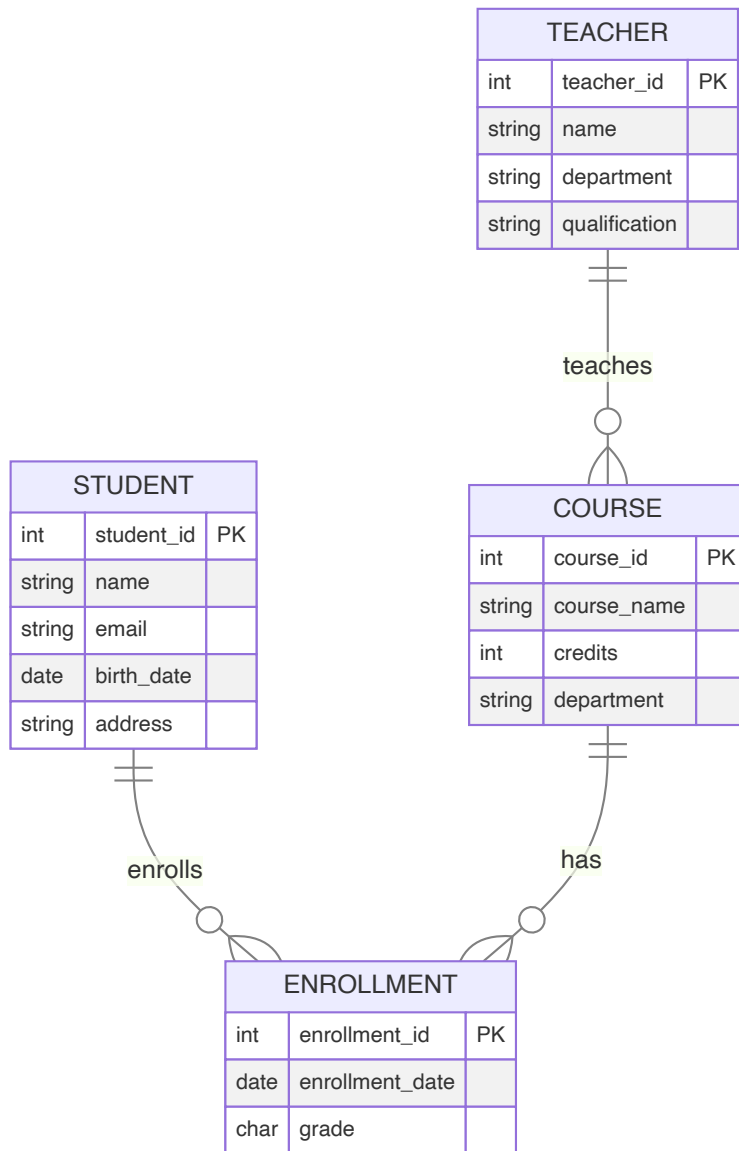 TEACHER
int teacher_id PK
string name
string department
string qualification
teaches
STUDENT
int student_id PK
string name
string email
date birth_date
string address
COURSE
int course_id PK
string course_name
int credits
string department
enrolls
has
ENROLLMENT
int enrollment_id PK
date enrollment_date
char grade